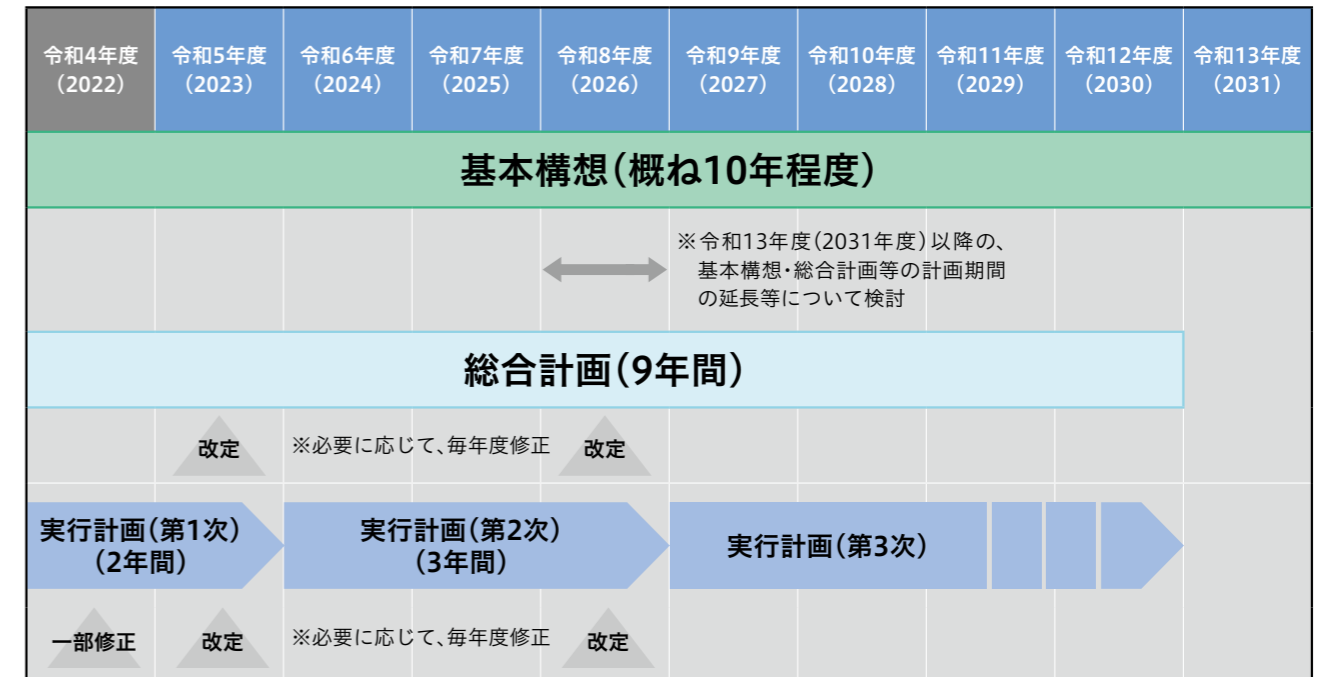 令和4年度 令和5年度 令和6年度 令和7年度 令和8年度 令和9年度 令和10年度 令和11年度 令和12年度 令和13年度
(2022) (2023) (2024) (2025) (2026) (2027) (2028) (2029) (2030) (2031)
基本構想(概ね10年程度)
※令和13年度(2031年度)以降の、
基本構想・総合計画等の計画期間
の延長等について検討
総合計画(9年間)
改定 ※必要に応じて、毎年度修正 改定
実行計画(第1次)
(2年間)
実行計画(第2次)
(3年間)
実行計画(第3次)
一部修正 改定 ※必要に応じて、毎年度修正 改定